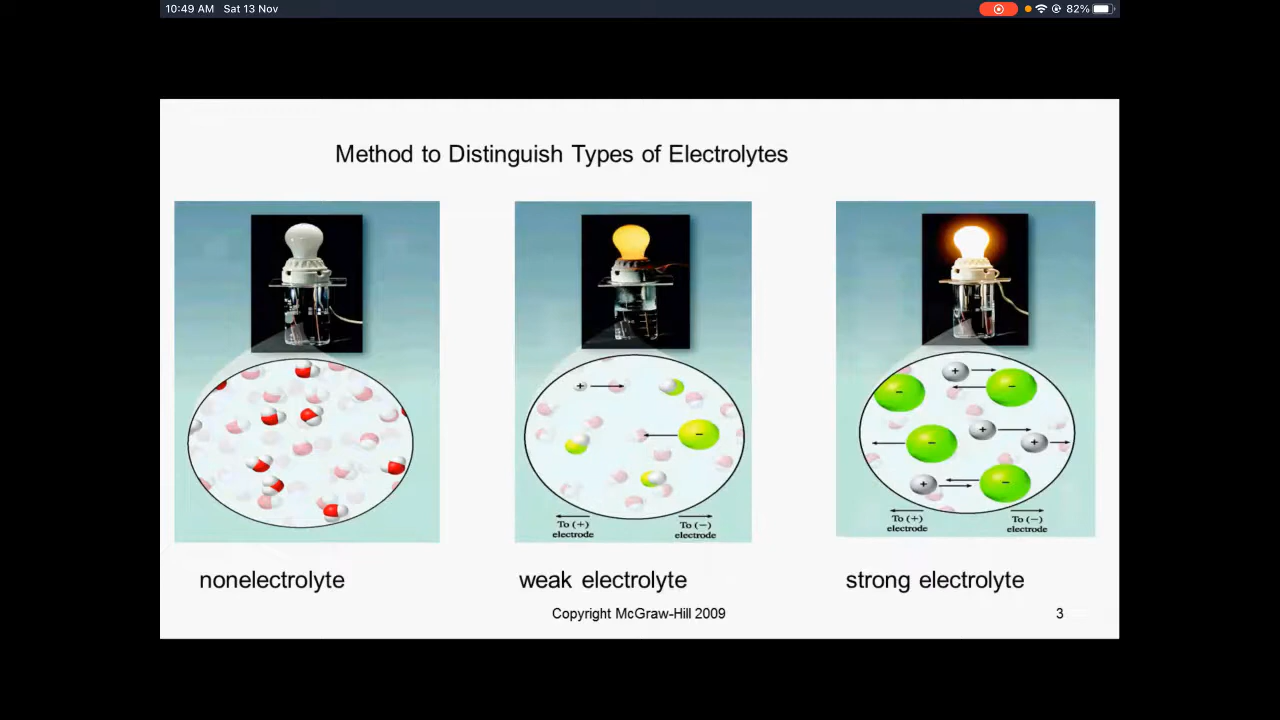 10:49 AM Sat 13 Nov
82%
Method to Distinguish Types of Electrolytes
+
−
To (+)
electrode
To (−)
electrode
+
−
−
+
−
+
+
−
To (+)
electrode
To (−)
electrode
nonelectrolyte
weak electrolyte
strong electrolyte
Copyright McGraw-Hill 2009
3